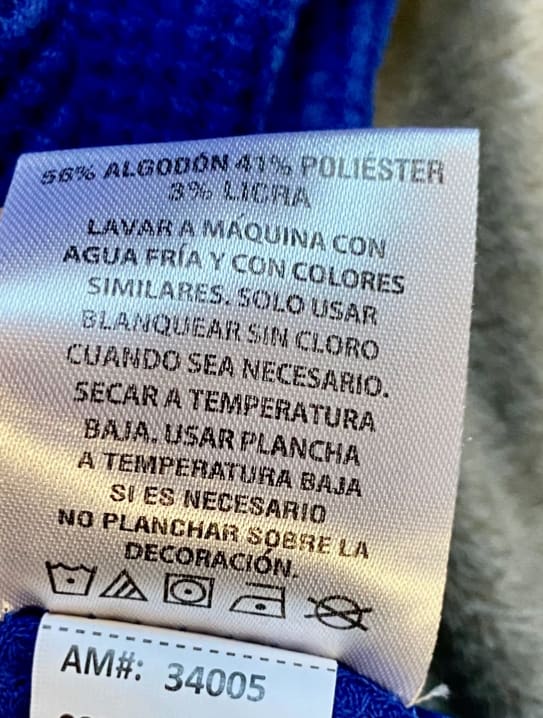 56% ALGODÓN 41% POLIÉSTER
3% LICRA
LAVAR A MÁQUINA CON
AGUA FRÍA Y CON COLORES
SIMILARES. SOLO USAR
BLANQUEAR SIN CLORO
CUANDO SEA NECESARIO.
SECAR A TEMPERATURA
BAJA. USAR PLANCHA
A TEMPERATURA BAJA
SI ES NECESARIO
NO PLANCHAR SOBRE LA
DECORACIÓN.
AM#: 34005